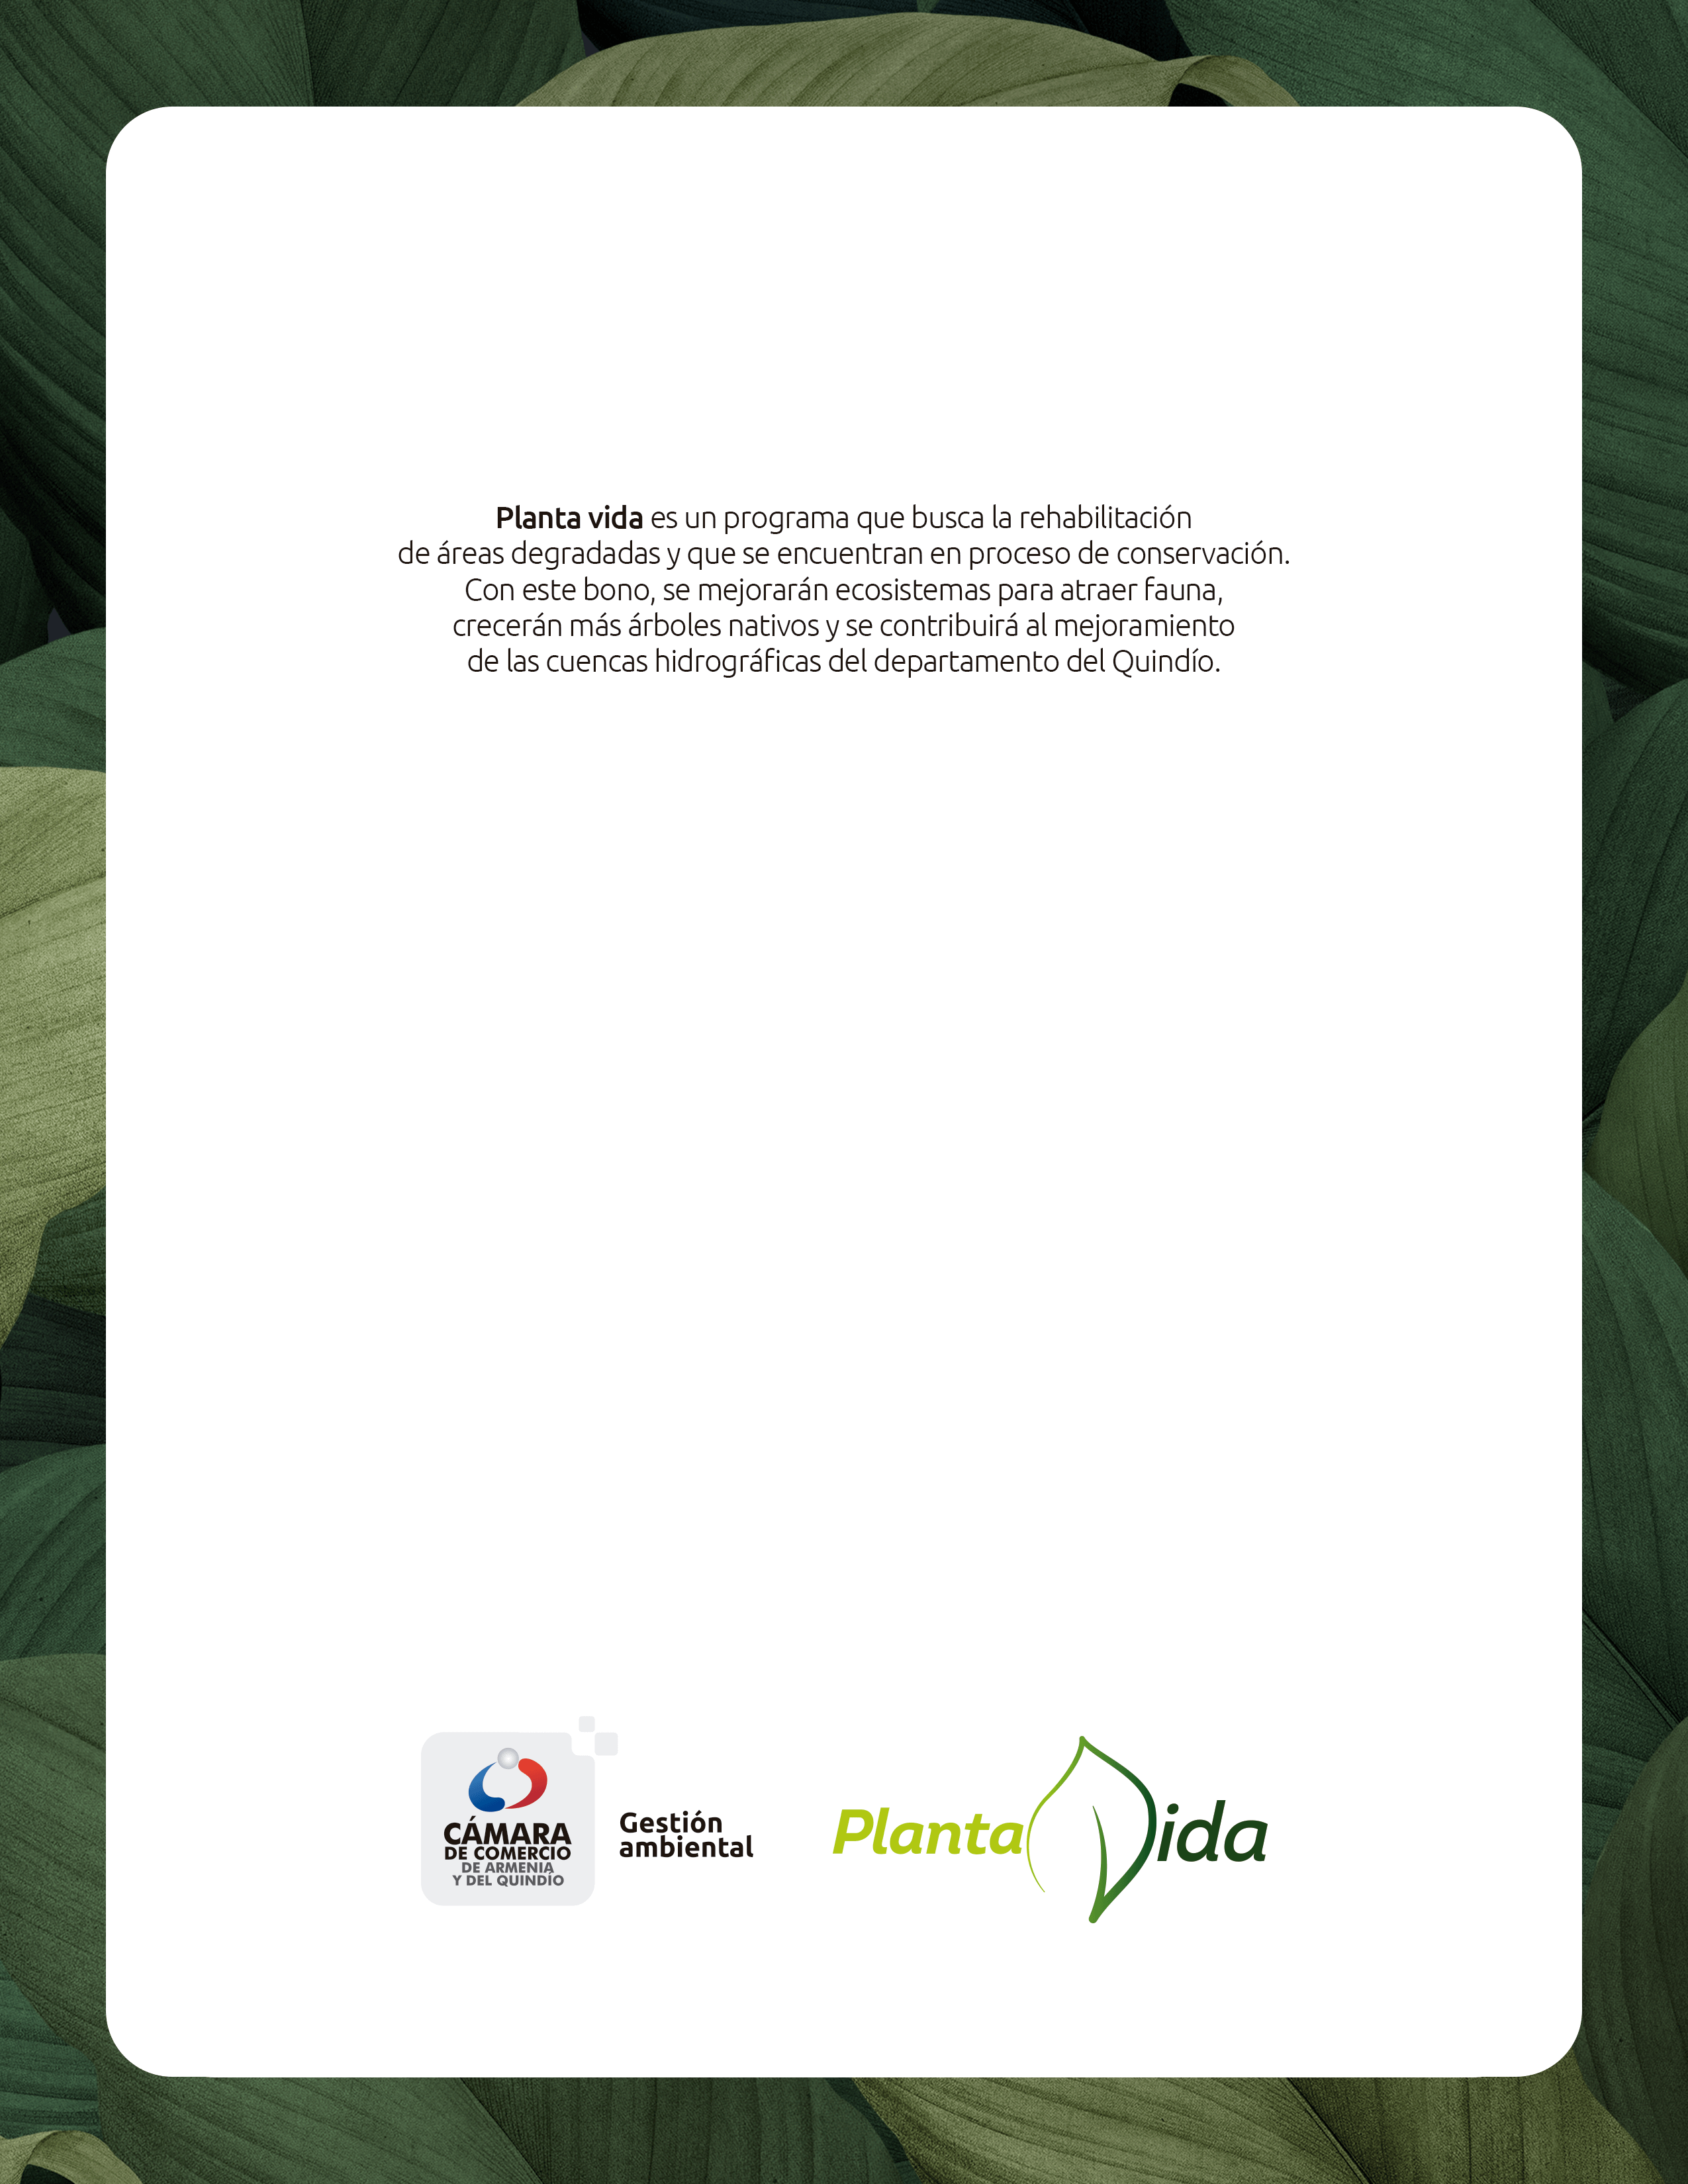 Planta vida es un programa que busca la rehabilitación
de áreas degradadas y que se encuentran en proceso de conservación.
Con este bono, se mejorarán ecosistemas para atraer fauna,
crecerán más árboles nativos y se contribuirá al mejoramiento
de las cuencas hidrográficas del departamento del Quindío.
CÁMARA
DE COMERCIO
DE ARMENIA
Y DEL QUINDÍO
Gestión
ambiental
Planta Vida